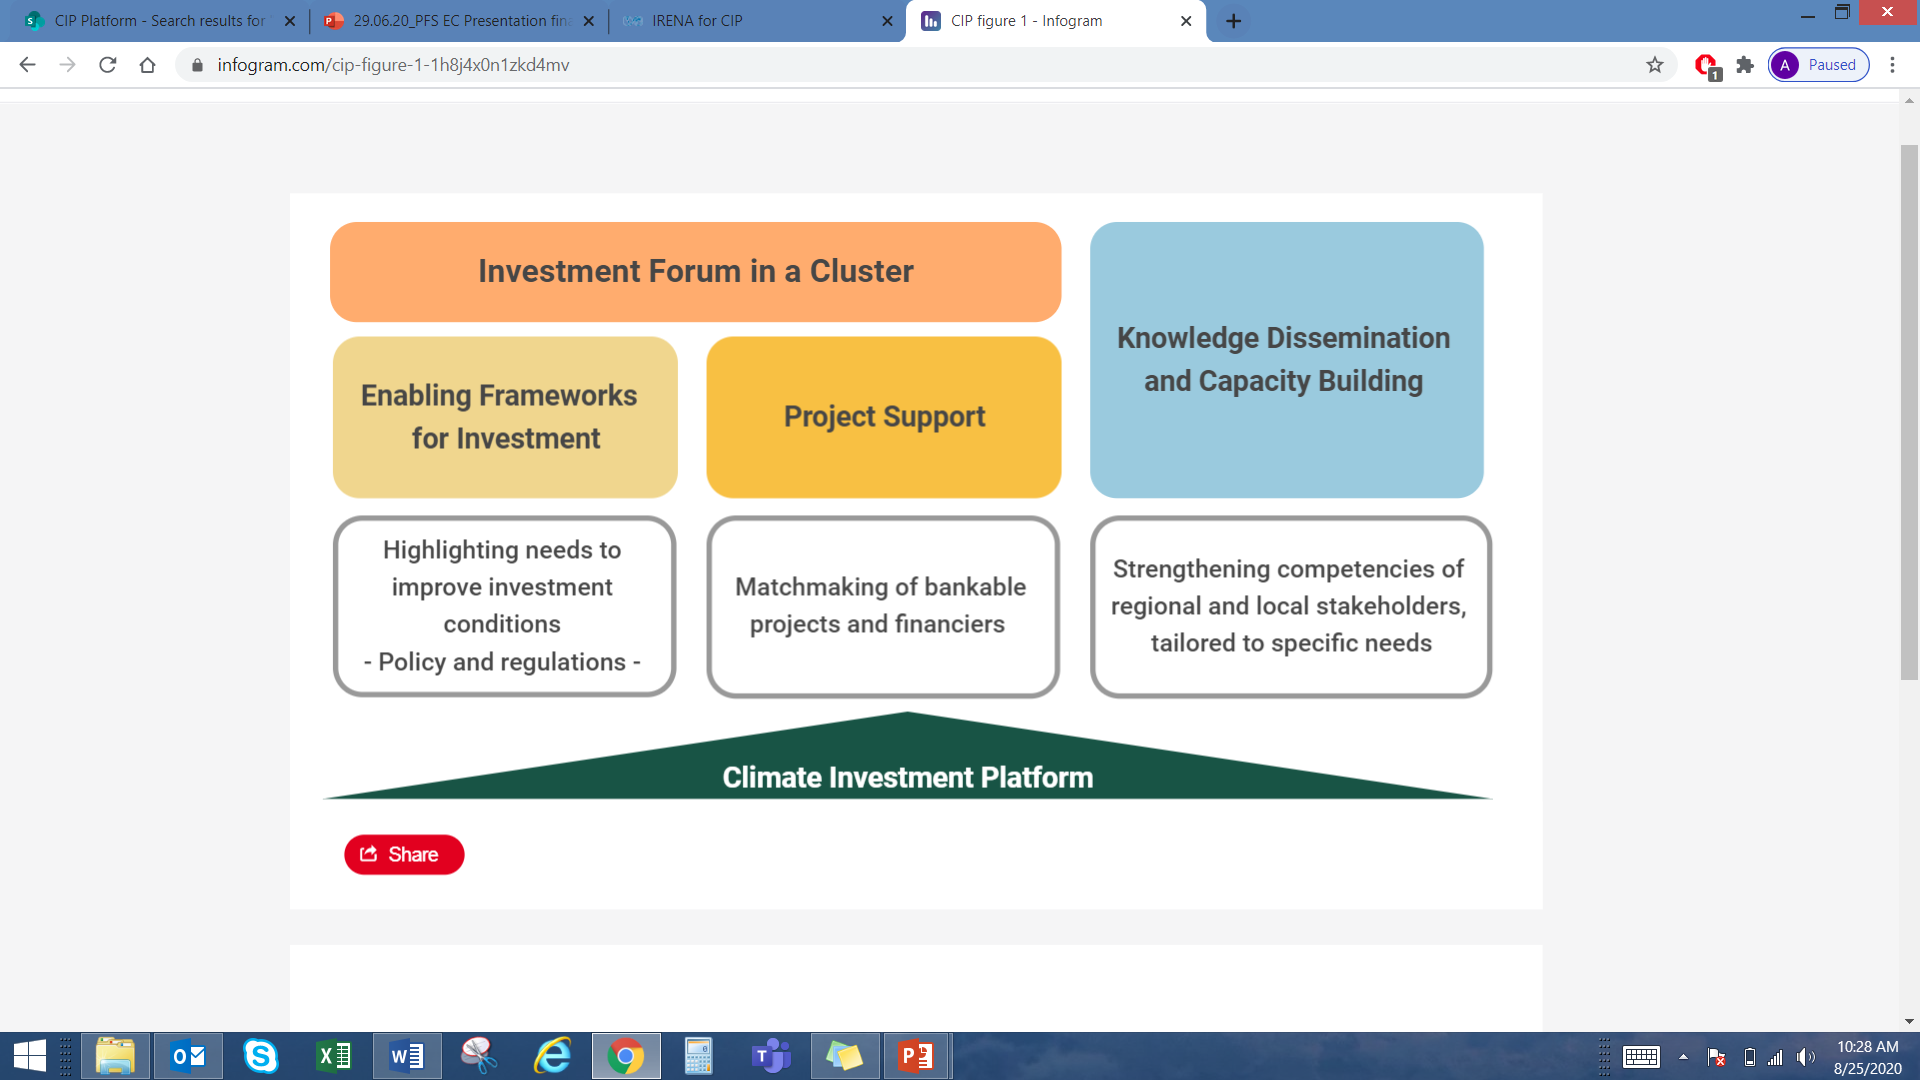 CIP Platform - Search results for
29.06.20_PFS EC Presentation fin
IRENA for CIP
CIP figure 1 - Infogram
infogram.com/cip-figure-1-1h8j4x0n1zkd4mv
1
A
Paused
Investment Forum in a Cluster
Enabling Frameworks
for Investment
Project Support
Knowledge Dissemination
and Capacity Building
Highlighting needs to
improve investment
conditions
- Policy and regulations -
Matchmaking of bankable
projects and financiers
Strengthening competencies of
regional and local stakeholders,
tailored to specific needs
Climate Investment Platform
Share
10:28 AM
8/25/2020